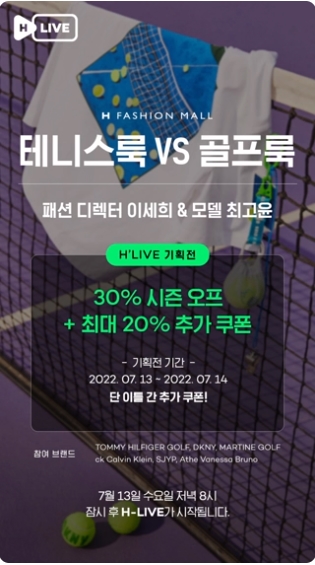 H LIVE
H FASHION MALL
테니스룩 VS 골프룩
패션 디렉터 이세희 & 모델 최고윤
H'LIVE 기획전
30% 시즌 오프
+ 최대 20% 추가 쿠폰
- 기획전 기간 -
2022. 07. 13 ~ 2022. 07. 14
단 이틀 간 추가 쿠폰!
참여 브랜드
TOMMY HILFIGER GOLF, DKNY, MARTINE GOLF
ck Calvin Klein, SJYP, Athe Vanessa Bruno
7월 13일 수요일 저녁 8시
잠시 후 H-LIVE가 시작됩니다.